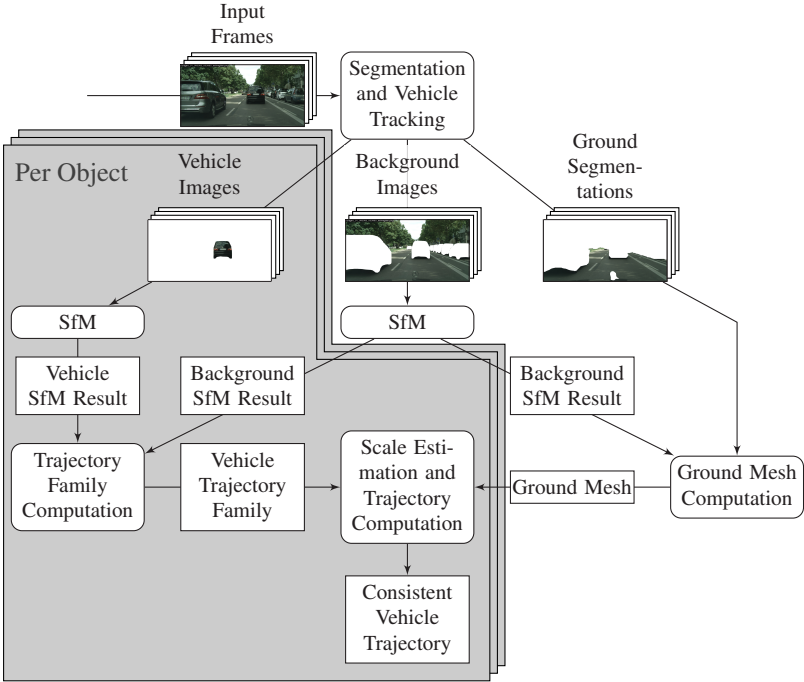 Input
Frames
Segmentation
and Vehicle
Tracking
Per Object
Vehicle
Images
Background
Images
Ground
Segmen-
tations
SfM
SfM
Vehicle
SfM Result
Background
SfM Result
Background
SfM Result
Trajectory
Family
Computation
Vehicle
Trajectory
Family
Scale Esti-
mation and
Trajectory
Computation
Ground Mesh
Ground Mesh
Computation
Consistent
Vehicle
Trajectory